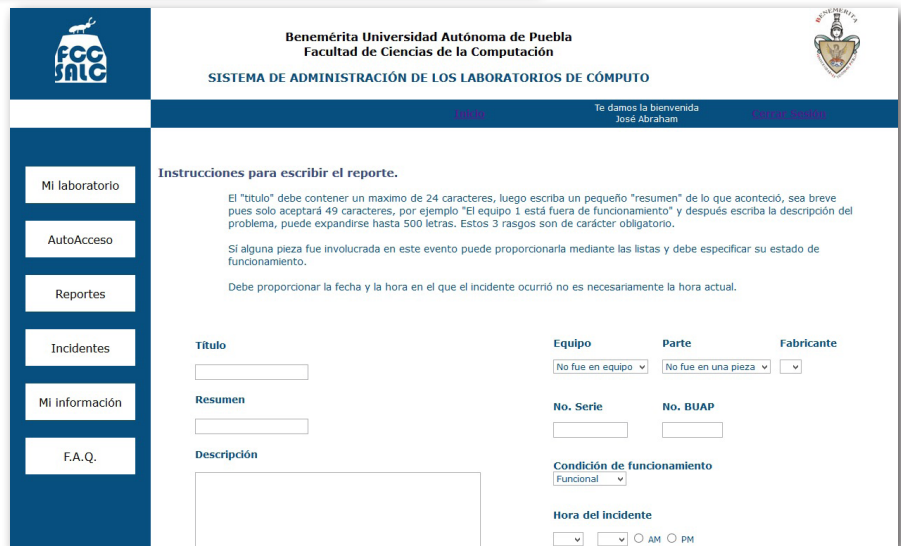 FCC
SALC
Benemérita Universidad Autónoma de Puebla
Facultad de Ciencias de la Computación
SISTEMA DE ADMINISTRACIÓN DE LOS LABORATORIOS DE CÓMPUTO
BENEMERITA
Inicio
Te damos la bienvenida
José Abraham
Cerrar sesión
Mi laboratorio
AutoAcceso
Reportes
Incidentes
Mi información
F.A.Q.
Instrucciones para escribir el reporte.
El "titulo" debe contener un maximo de 24 caracteres, luego escriba un pequeño "resumen" de lo que aconteció, sea breve
pues solo aceptará 49 caracteres, por ejemplo "El equipo 1 está fuera de funcionamiento" y después escriba la descripción del
problema, puede expandirse hasta 500 letras. Estos 3 rasgos son de carácter obligatorio.
Sí alguna pieza fue involucrada en este evento puede proporcionarla mediante las listas y debe especificar su estado de
funcionamiento.
Debe proporcionar la fecha y la hora en el que el incidente ocurrió no es necesariamente la hora actual.
Título
Resumen
Descripción
Equipo Parte Fabricante
No fue en equipo No fue en una pieza
No. Serie No. BUAP
Condición de funcionamiento
Funcional
Hora del incidente
AM PM